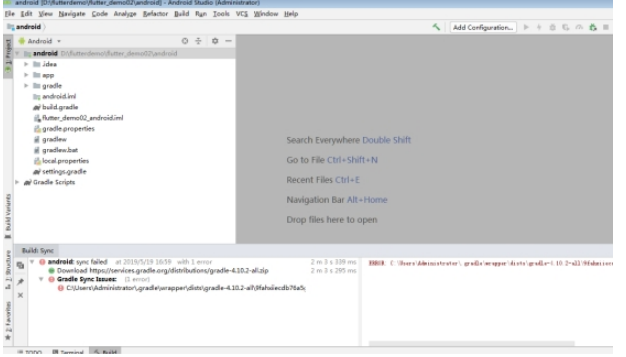 android [D:\flutterdemo\flutter_demo02\android] - Android Studio (Administrator)
File Edit View Navigate Code Analyze Refactor Build Run Tools VCS Window Help
android
Add Configuration...
1: Project
Android
android D:\flutterdemo\flutter_demo02\android
.idea
app
gradle
android.iml
build.gradle
flutter_demo02_android.iml
gradle.properties
gradlew
gradlew.bat
local.properties
settings.gradle
Gradle Scripts
Search Everywhere Double Shift
Go to File Ctrl+Shift+N
Recent Files Ctrl+E
Navigation Bar Alt+Home
Drop files here to open
Build Variants
Z: Structure
2: Favorites
Build: Sync
android: sync failed at 2019/5/19 16:59 with 1 error 2 m 3 s 339 ms
Download https://services.gradle.org/distributions/gradle-4.10.2-all.zip 2 m 3 s 295 ms
Gradle Sync Issues: (1 error)
C:\Users\Administrator\.gradle\wrapper\dists\gradle-4.10.2-all\9fahxiiecdb76a5
ERROR: C:\Users\Administrator\.gradle\wrapper\dists\gradle-4.10.2-all\
TODO Terminal Build